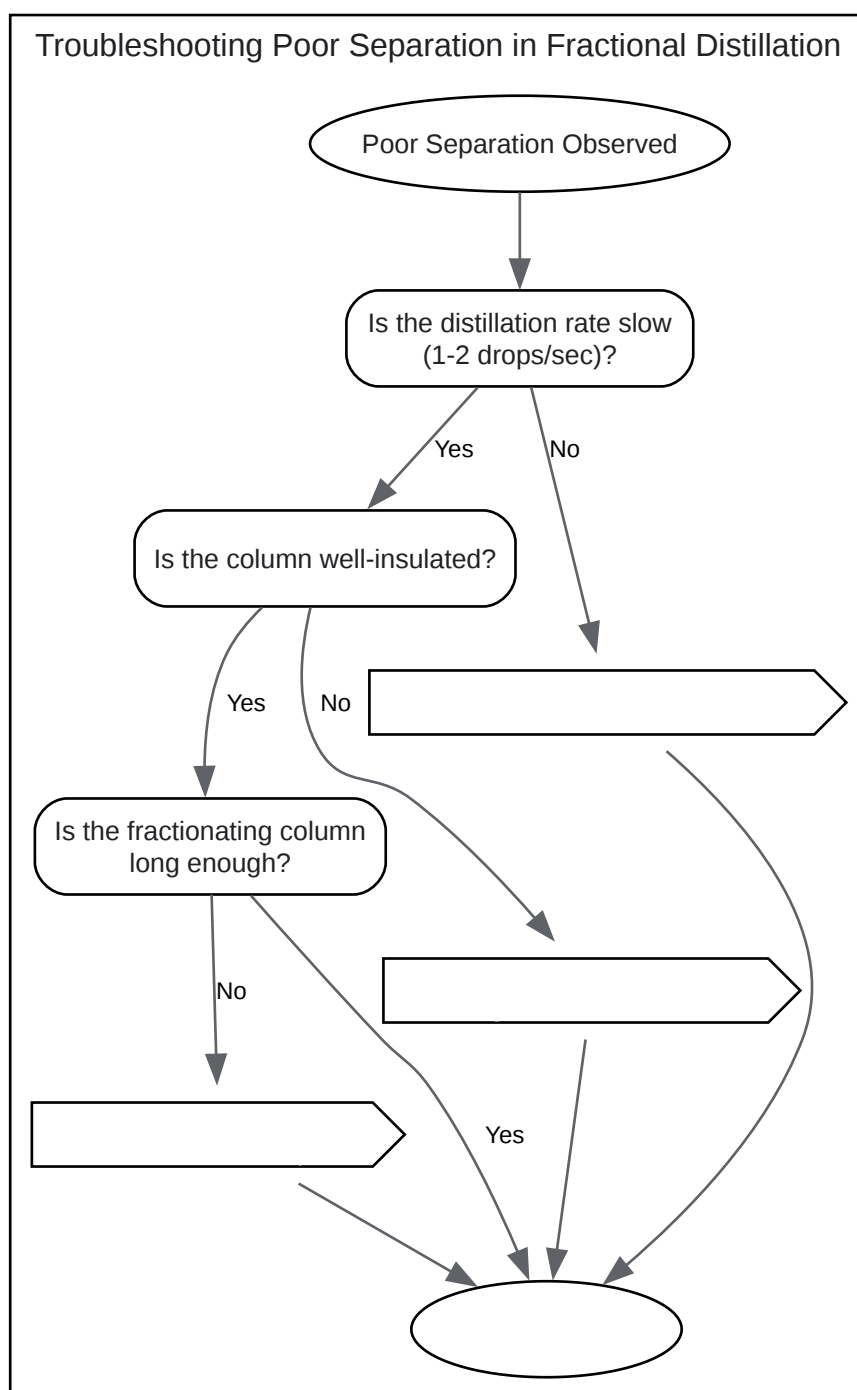 Troubleshooting Poor Separation in Fractional Distillation
Poor Separation Observed
Is the distillation rate slow
(1-2 drops/sec)?
Yes
No
Is the column well-insulated?
Yes
No
Is the fractionating column
long enough?
No
Yes